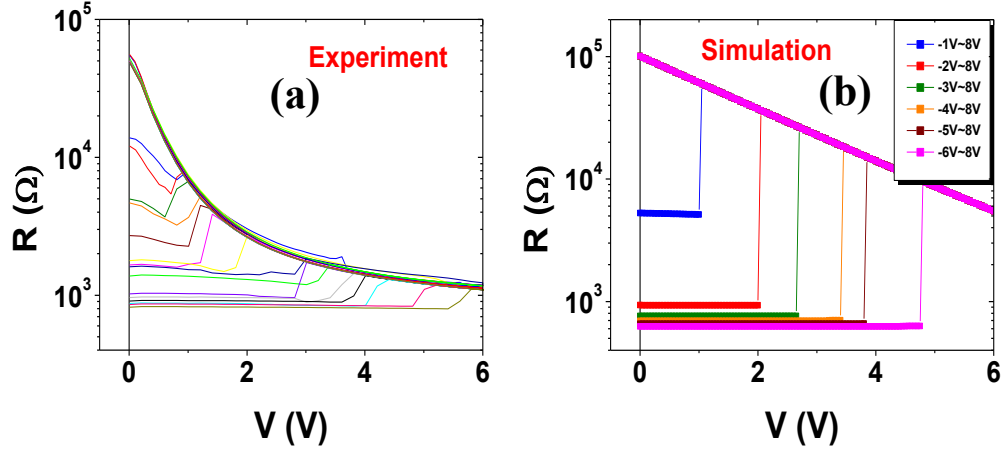 Experiment
(a)
10^5
10^4
10^3
R (Ω)
0 2 4 6
V (V)
Simulation
(b)
-1V~8V
-2V~8V
-3V~8V
-4V~8V
-5V~8V
-6V~8V
10^5
10^4
10^3
R (Ω)
0 2 4 6
V (V)